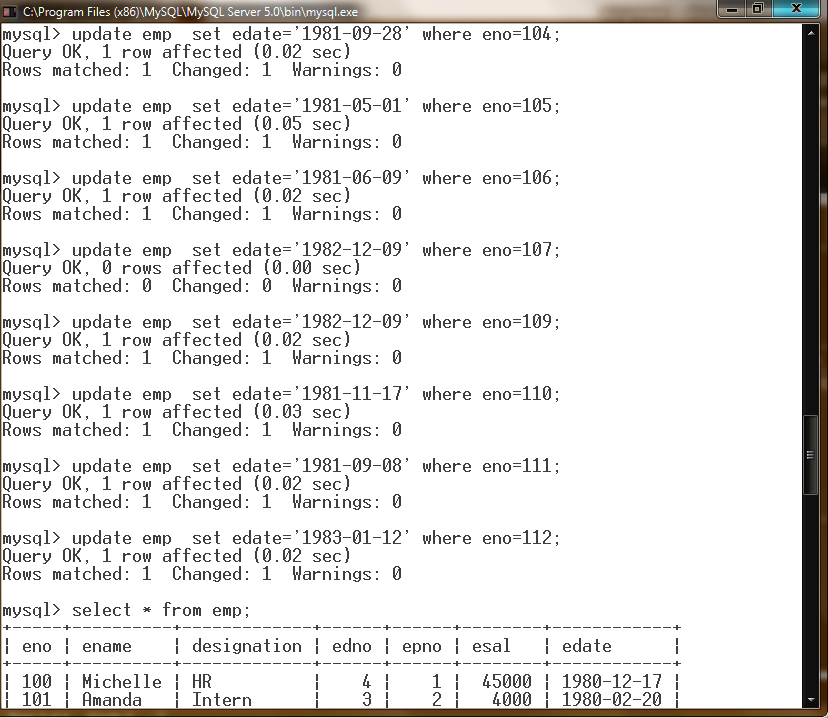 C:\Program Files (x86)\MySQL\MySQL Server 5.0\bin\mysql.exe
mysql> update emp  set edate='1981-09-28' where eno=104;
Query OK, 1 row affected (0.02 sec)
Rows matched: 1  Changed: 1  Warnings: 0
mysql> update emp  set edate='1981-05-01' where eno=105;
Query OK, 1 row affected (0.05 sec)
Rows matched: 1  Changed: 1  Warnings: 0
mysql> update emp  set edate='1981-06-09' where eno=106;
Query OK, 1 row affected (0.02 sec)
Rows matched: 1  Changed: 1  Warnings: 0
mysql> update emp  set edate='1982-12-09' where eno=107;
Query OK, 0 rows affected (0.00 sec)
Rows matched: 0  Changed: 0  Warnings: 0
mysql> update emp  set edate='1982-12-09' where eno=109;
Query OK, 1 row affected (0.02 sec)
Rows matched: 1  Changed: 1  Warnings: 0
mysql> update emp  set edate='1981-11-17' where eno=110;
Query OK, 1 row affected (0.03 sec)
Rows matched: 1  Changed: 1  Warnings: 0
mysql> update emp  set edate='1981-09-08' where eno=111;
Query OK, 1 row affected (0.02 sec)
Rows matched: 1  Changed: 1  Warnings: 0
mysql> update emp  set edate='1983-01-12' where eno=112;
Query OK, 1 row affected (0.02 sec)
Rows matched: 1  Changed: 1  Warnings: 0
mysql> select * from emp;
+-----+----------+-------------+------+------+-------+------------+
| eno | ename    | designation | edno | epno | esal   | edate      |
+-----+----------+-------------+------+------+-------+------------+
| 100 | Michelle | HR          |    4 |    1 |  45000 | 1980-12-17 |
| 101 | Amanda   | Intern      |    3 |    2 |   4000 | 1980-02-20 |